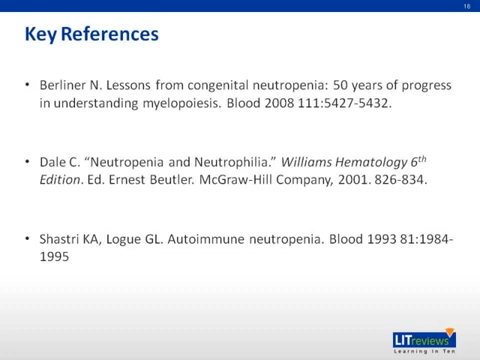 16
Key References
• Berliner N. Lessons from congenital neutropenia: 50 years of progress
in understanding myelopoiesis. Blood 2008 111:5427-5432.
• Dale C. “Neutropenia and Neutrophilia.” Williams Hematology 6th
Edition. Ed. Ernest Beutler. McGraw-Hill Company, 2001. 826-834.
• Shastri KA, Logue GL. Autoimmune neutropenia. Blood 1993 81:1984-
1995
LITreviews
Learning in Ten